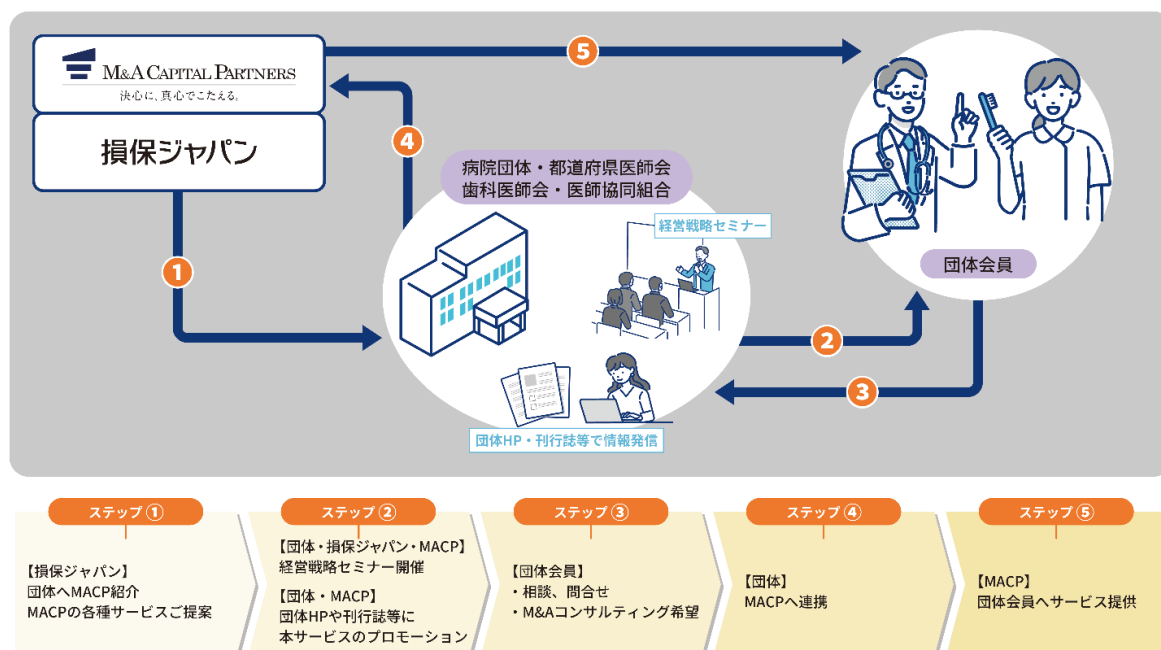 M&A CAPITAL PARTNERS
決心に、真心でこたえる。
損保ジャパン
⑤
④
病院団体・都道府県医師会
歯科医師会・医師協同組合
経営戦略セミナー
団体会員
①
②
③
団体HP・刊行誌等で情報発信
ステップ①
【損保ジャパン】
団体へMACP紹介
MACPの各種サービスご提案
ステップ②
【団体・損保ジャパン・MACP】
経営戦略セミナー開催
【団体・MACP】
団体HPや刊行誌等に
本サービスのプロモーション
ステップ③
【団体会員】
・相談、問合せ
・M&Aコンサルティング希望
ステップ④
【団体】
MACPへ連携
ステップ⑤
【MACP】
団体会員へサービス提供